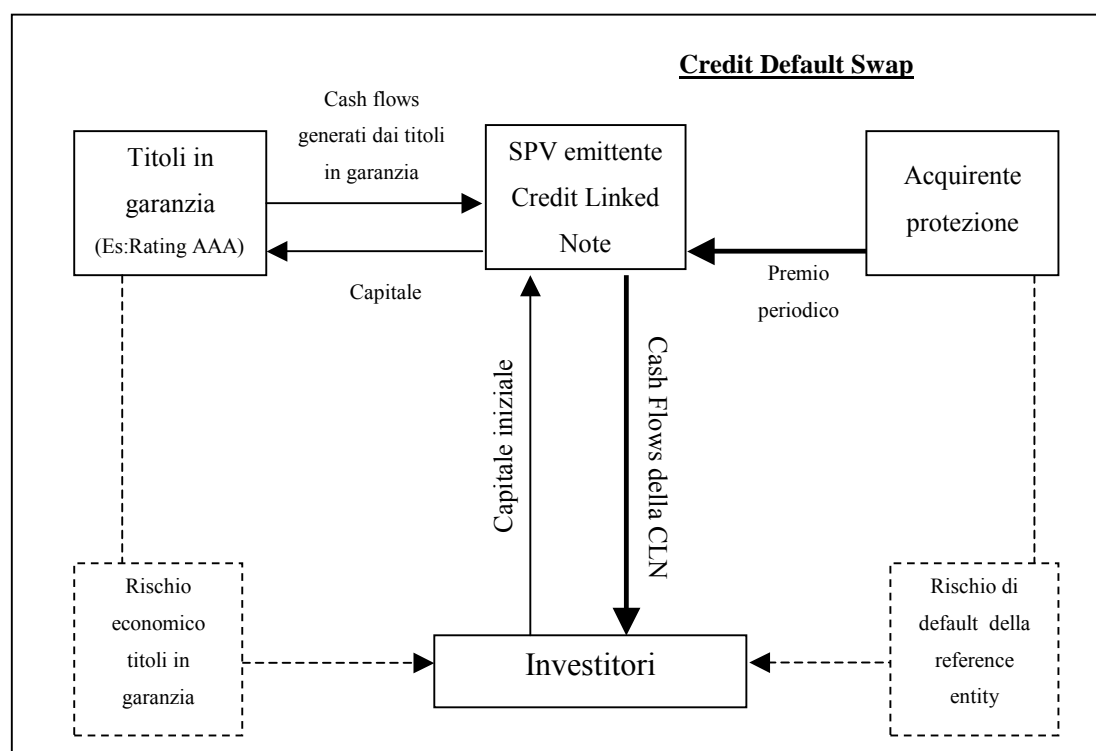 Credit Default Swap
Cash flows
generati dai titoli
in garanzia
Titoli in
garanzia
(Es:Rating AAA)
SPV emittente
Credit Linked
Note
Acquirente
protezione
Capitale
Premio
periodico
Capitale iniziale
Cash Flows della CLN
Rischio
economico
titoli in
garanzia
Investitori
Rischio di
default della
reference
entity